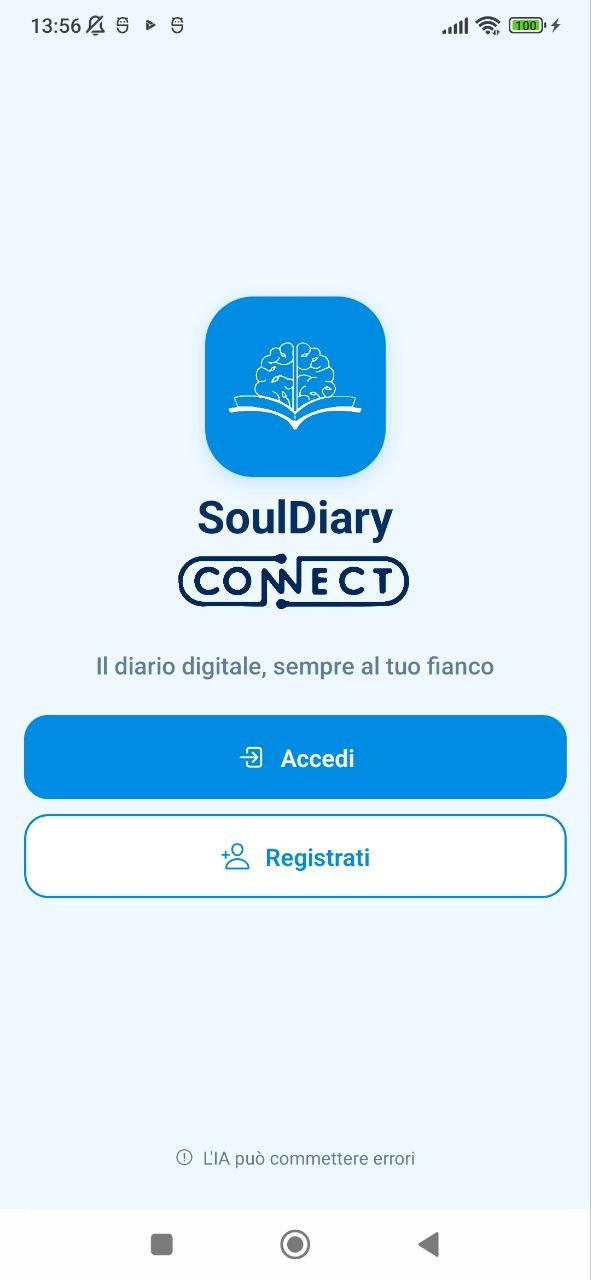 13:56
100
SoulDiary
CONNECT
Il diario digitale, sempre al tuo fianco
Accedi
Registrati
L'IA può commettere errori